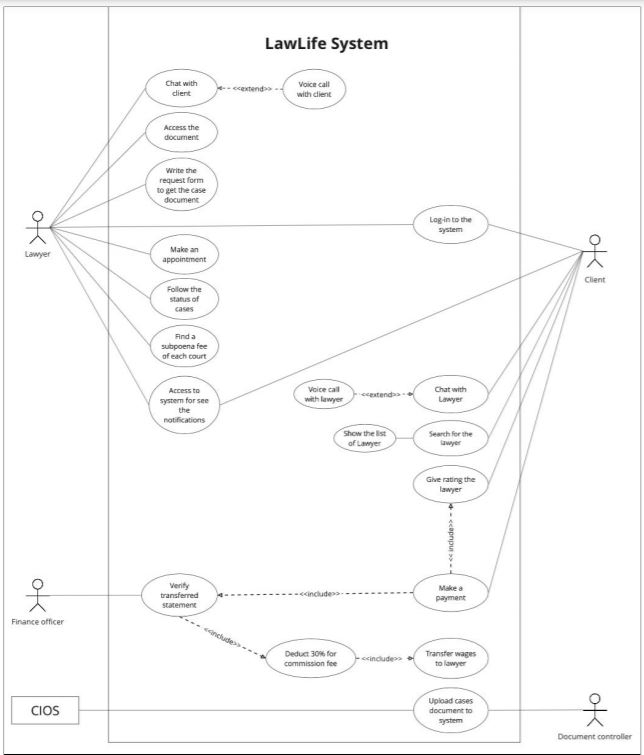 LawLife System
Chat with
client
<<extend>>
Voice call
with client
Access the
document
Write the
request form
to get the case
document
Log-in to the
system
Lawyer
Client
Make an
appointment
Follow the
status of
cases
Find a
subpoena fee
of each court
Access to
system for see
the
notifications
Voice call
with lawyer
<<extend>>
Chat with
Lawyer
Show the list
of Lawyer
Search for the
lawyer
Give rating the
lawyer
<< include>>
Verify
transferred
statement
<<include>>
Make a
payment
Finance officer
<<include>>
Deduct 30% for
commission fee
<<include>>
Transfer wages
to lawyer
CIOS
Upload cases
document to
system
Document controller